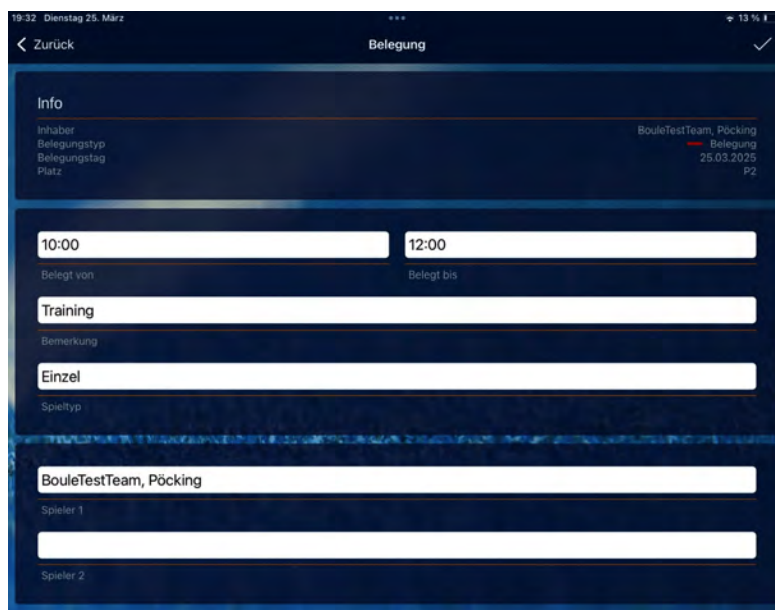 19:32 Dienstag 25. März
13 %
Zurück
Belegung
Info
Inhaber BouleTestTeam, Pöcking
Belegungstyp Belegung
Belegungstag 25.03.2025
Platz P2
10:00 12:00
Belegt von Belegt bis
Training
Bemerkung
Einzel
Spieltyp
BouleTestTeam, Pöcking
Spieler 1
Spieler 2